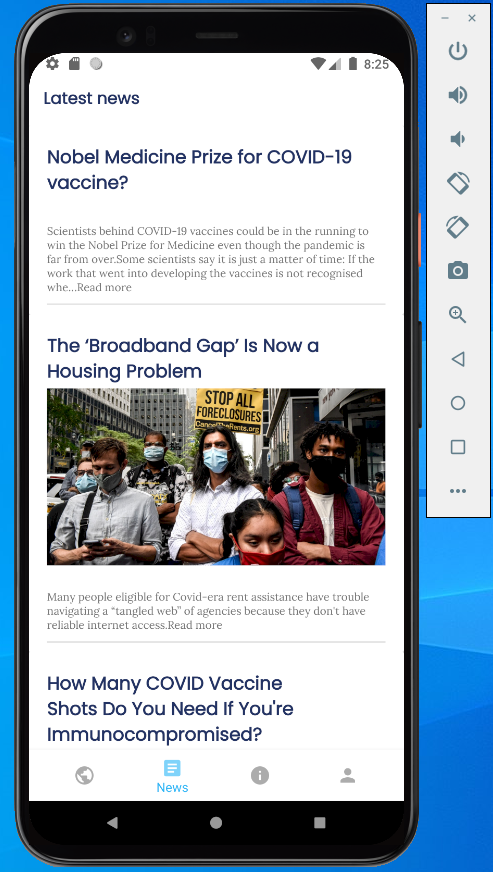 8:25
Latest news
Nobel Medicine Prize for COVID-19
vaccine?
Scientists behind COVID-19 vaccines could be in the running to
win the Nobel Prize for Medicine even though the pandemic is
far from over.Some scientists say it is just a matter of time: If the
work that went into developing the vaccines is not recognised
whe...Read more
The ‘Broadband Gap’ Is Now a
Housing Problem
STOP ALL
FORECLOSURES
CancelTheRents.org
Many people eligible for Covid-era rent assistance have trouble
navigating a “tangled web” of agencies because they don't have
reliable internet access.Read more
How Many COVID Vaccine
Shots Do You Need If You're
Immunocompromised?
News